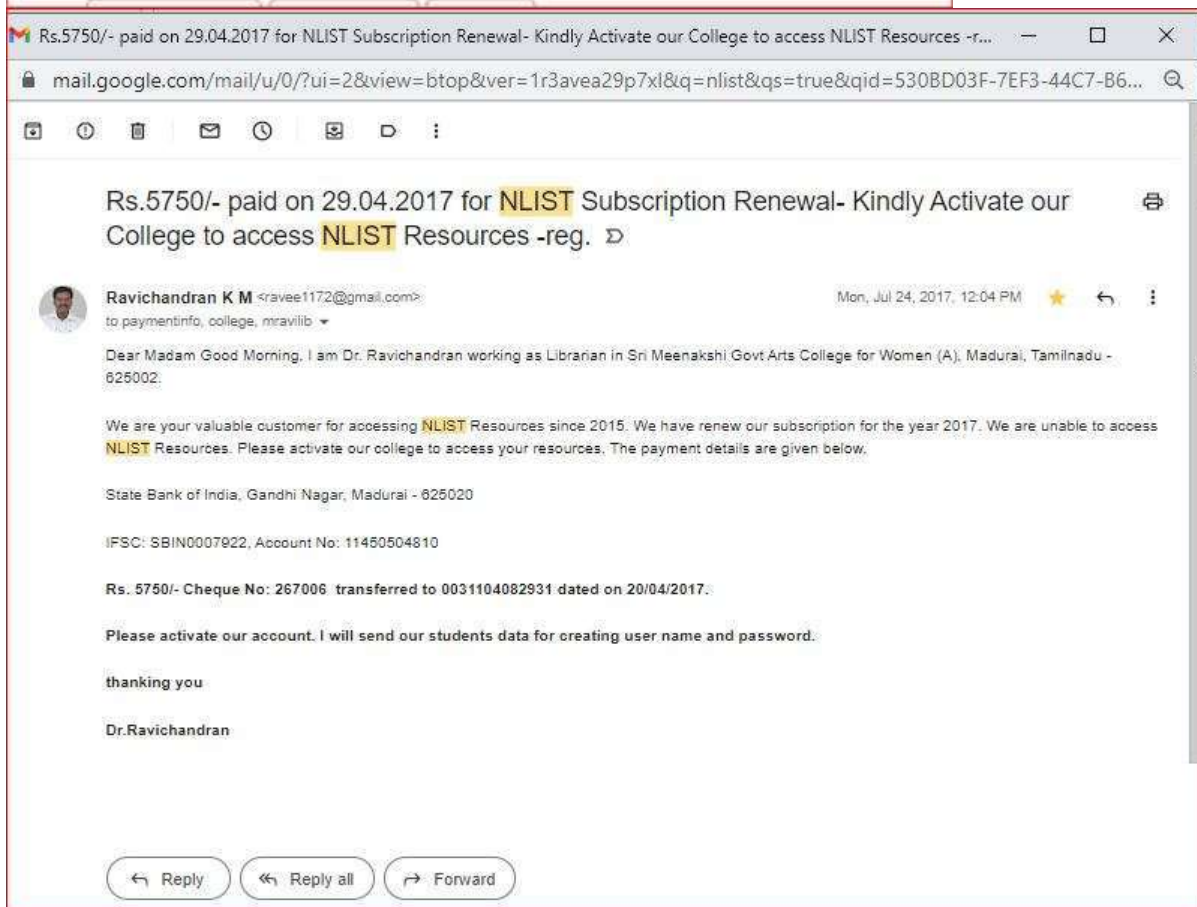 Rs.5750/- paid on 29.04.2017 for NLIST Subscription Renewal- Kindly Activate our College to access NLIST Resources -r...
mail.google.com/mail/u/0/?ui=2&view=btop&ver=1r3avea29p7xl&q=nlist&qs=true&qid=530BD03F-7EF3-44C7-B6...
Rs.5750/- paid on 29.04.2017 for NLIST Subscription Renewal- Kindly Activate our
College to access NLIST Resources -reg.
Ravichandran K M <ravee1172@gmail.com>
Mon, Jul 24, 2017, 12:04 PM
to paymentinfo, college, mravilib
Dear Madam Good Morning, I am Dr. Ravichandran working as Librarian in Sri Meenakshi Govt Arts College for Women (A), Madurai, Tamilnadu -
625002.
We are your valuable customer for accessing NLIST Resources since 2015. We have renew our subscription for the year 2017. We are unable to access
NLIST Resources. Please activate our college to access your resources. The payment details are given below.
State Bank of India, Gandhi Nagar, Madurai - 625020
IFSC: SBIN0007922, Account No: 11450504810
Rs. 5750/- Cheque No: 267006 transferred to 0031104082931 dated on 20/04/2017.
Please activate our account. I will send our students data for creating user name and password.
thanking you
Dr.Ravichandran
Reply
Reply all
Forward